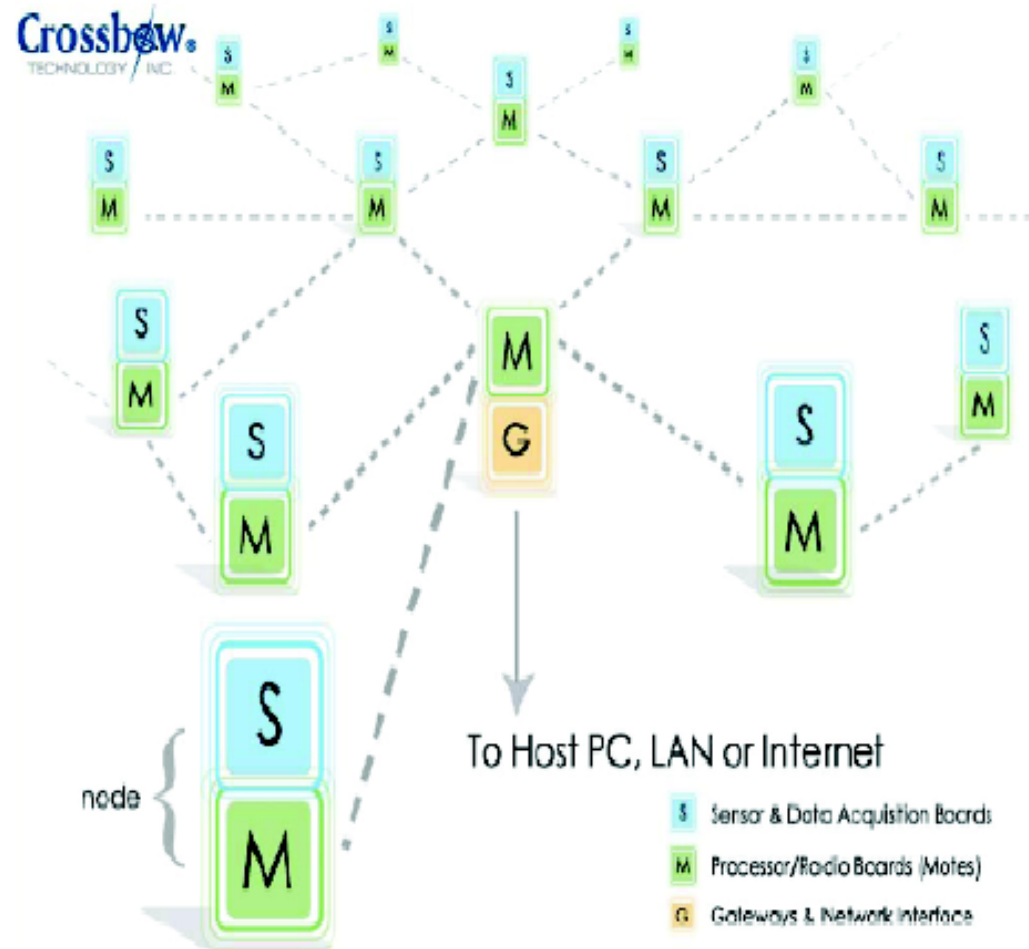 Crossbow®
TECHNOLOGY INC
S
M
S
M
S
M
S
M
S
M
S
M
S
M
S
M
S
M
S
M
S
M
M
G
S
M
S
M
S
M
node
To Host PC, LAN or Internet
S Sensor & Data Acquisition Boards
M Processor/Radio Boards (Motes)
G Gateways & Network Interface